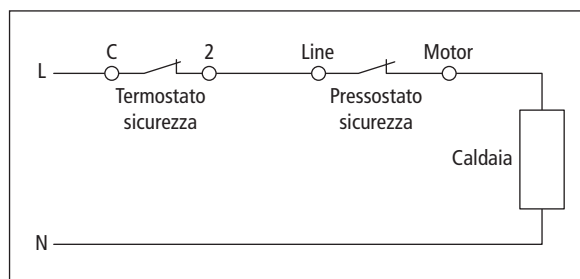 C
2
Line
Motor
L
Termostato
sicurezza
Pressostato
sicurezza
Caldaia
N